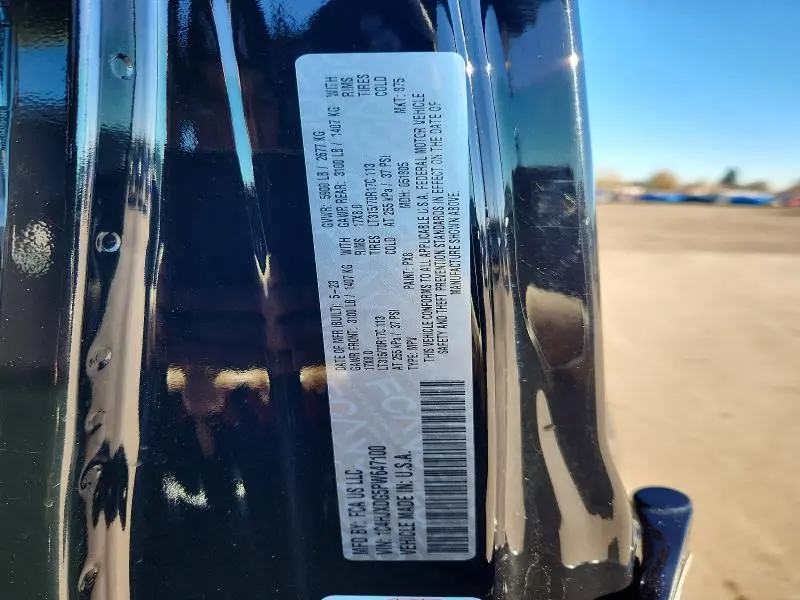 MFD BY: FCA US LLC
DATE OF MFR (BUILT): 5-23
GVWR: 5900 LB / 2677 KG
GAWR FRONT: 3100 LB / 1407 KG WITH
17X8.0 RIMS
LT315/70R17C 113 TIRES
AT 255 kPa / 37 PSI COLD
GAWR REAR: 3100 LB / 1407 KG WITH
17X8.0 RIMS
LT315/70R17C 113 TIRES
AT 255 kPa / 37 PSI COLD
VIN: 1C4HJXDG5PW647100
TYPE: MPV
PAINT: PX8
MDH: 051805
MKT: 875
VEHICLE MADE IN: U.S.A.
THIS VEHICLE CONFORMS TO ALL APPLICABLE U.S.A. FEDERAL MOTOR VEHICLE
SAFETY AND THEFT PREVENTION STANDARDS IN EFFECT ON THE DATE OF
MANUFACTURE SHOWN ABOVE.